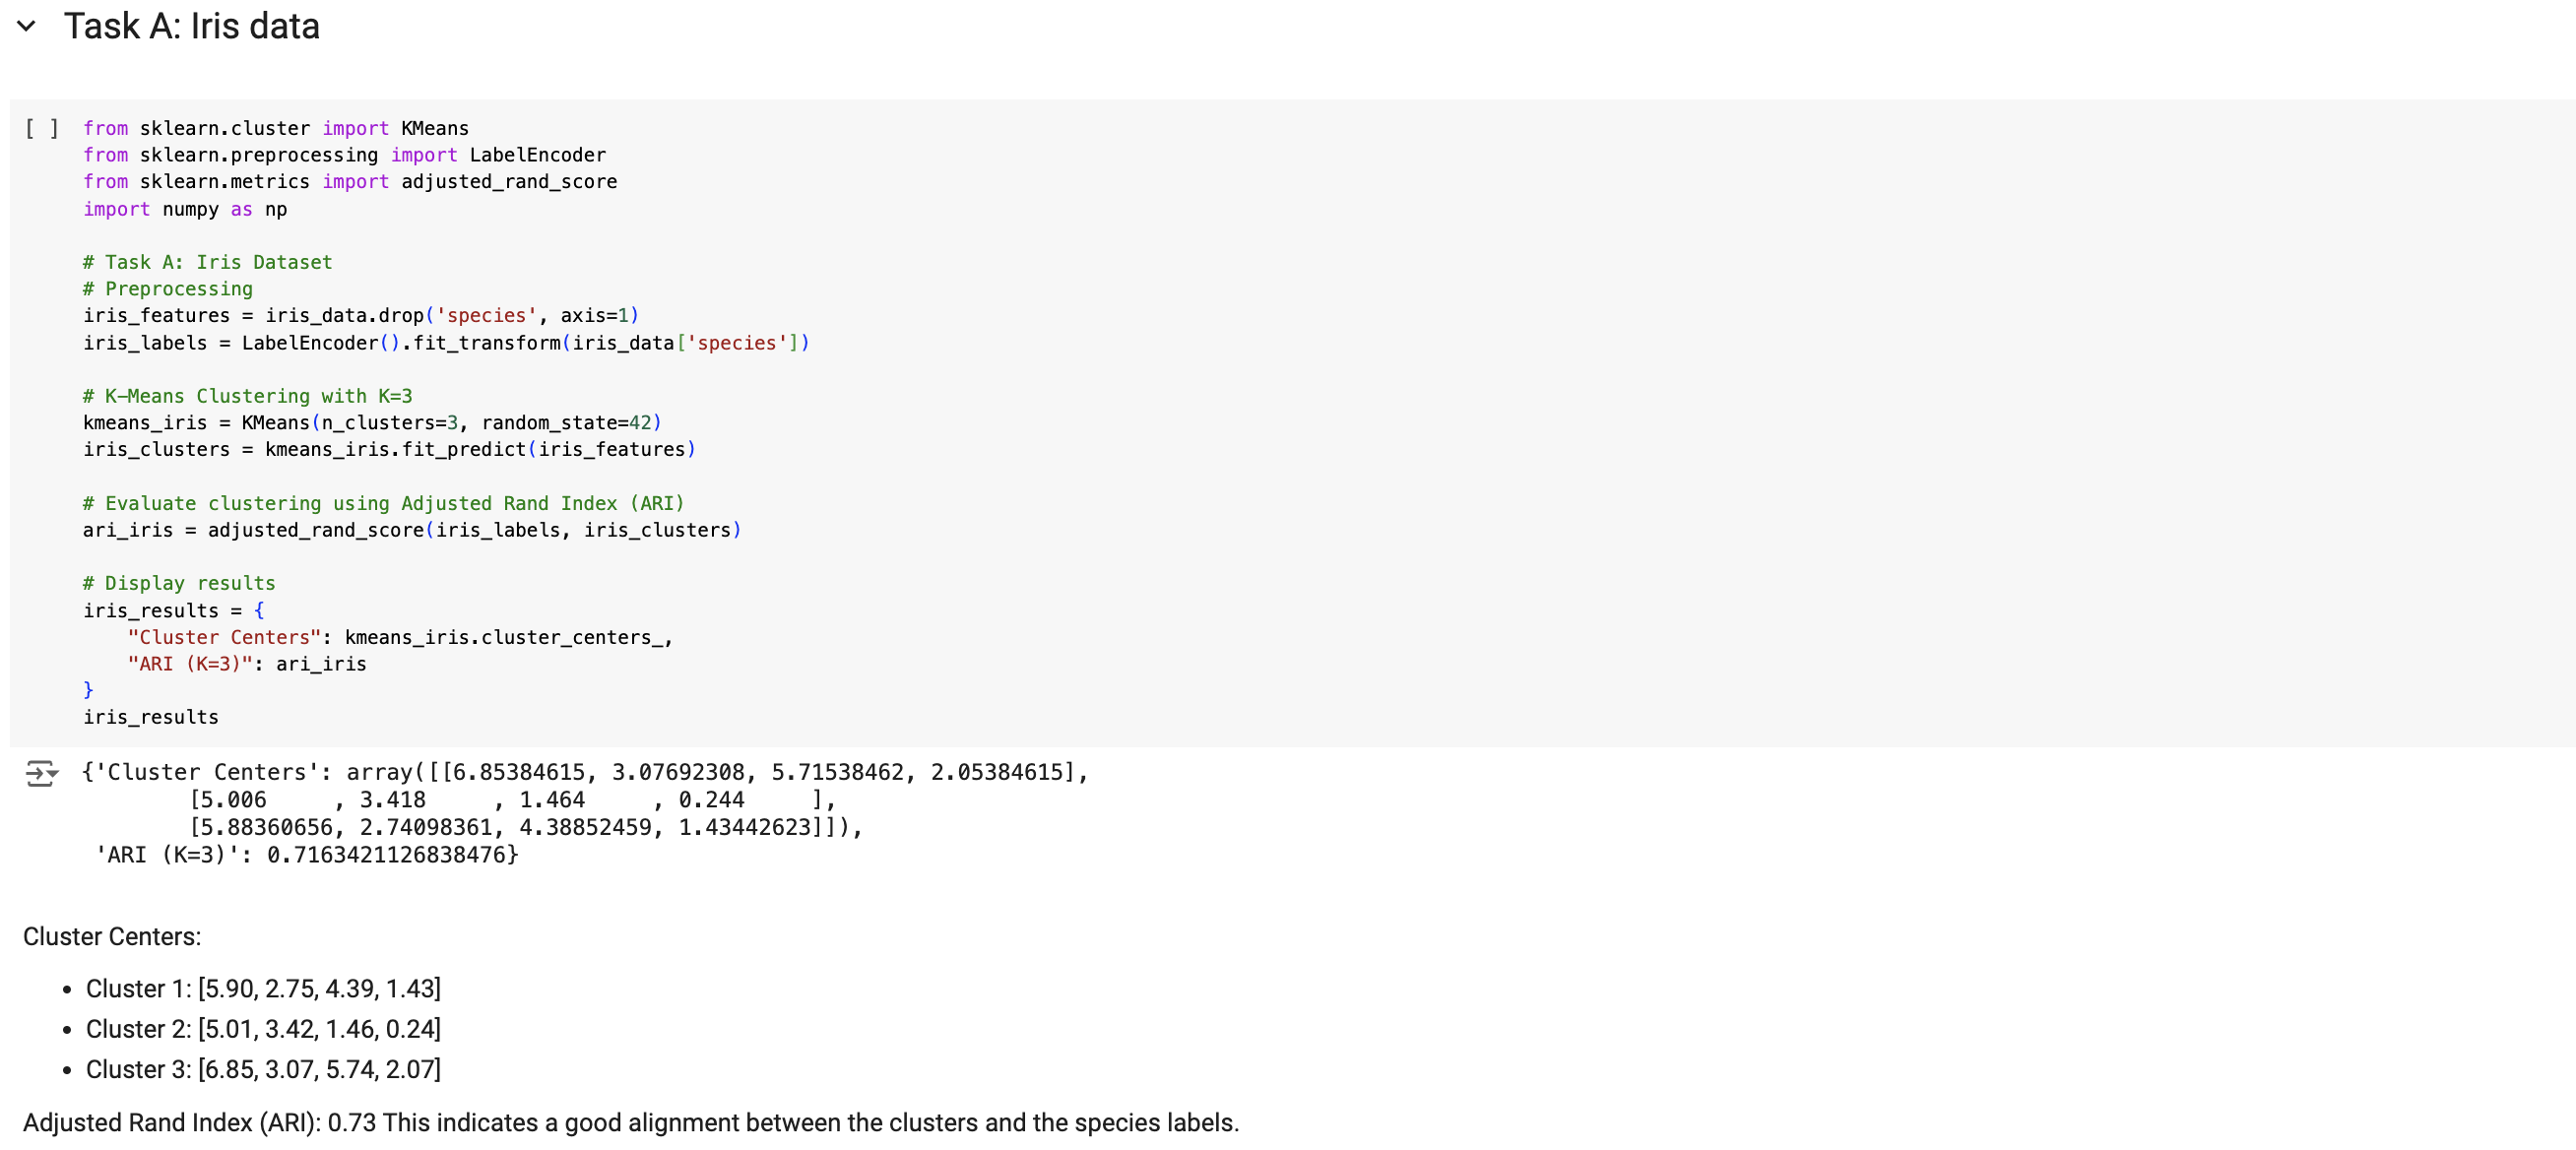 Task A: Iris data
[ ] from sklearn.cluster import KMeans
from sklearn.preprocessing import LabelEncoder
from sklearn.metrics import adjusted_rand_score
import numpy as np
# Task A: Iris Dataset
# Preprocessing
iris_features = iris_data.drop('species', axis=1)
iris_labels = LabelEncoder().fit_transform(iris_data['species'])
# K-Means Clustering with K=3
kmeans_iris = KMeans(n_clusters=3, random_state=42)
iris_clusters = kmeans_iris.fit_predict(iris_features)
# Evaluate clustering using Adjusted Rand Index (ARI)
ari_iris = adjusted_rand_score(iris_labels, iris_clusters)
# Display results
iris_results = {
    "Cluster Centers": kmeans_iris.cluster_centers_,
    "ARI (K=3)": ari_iris
}
iris_results
{'Cluster Centers': array([[6.85384615, 3.07692308, 5.71538462, 2.05384615],
        [5.006     , 3.418     , 1.464     , 0.244     ],
        [5.88360656, 2.74098361, 4.38852459, 1.43442623]]),
 'ARI (K=3)': 0.7163421126838476}
Cluster Centers:
• Cluster 1: [5.90, 2.75, 4.39, 1.43]
• Cluster 2: [5.01, 3.42, 1.46, 0.24]
• Cluster 3: [6.85, 3.07, 5.74, 2.07]
Adjusted Rand Index (ARI): 0.73 This indicates a good alignment between the clusters and the species labels.